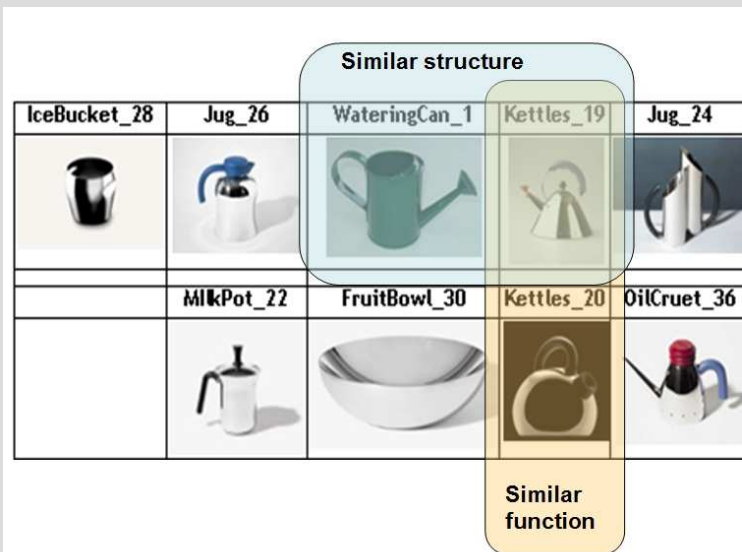 Similar structure
IceBucket_28 Jug_26 WateringCan_1 Kettles_19 Jug_24
MilkPot_22 FruitBowl_30 Kettles_20 OilCruet_36
Similar
function